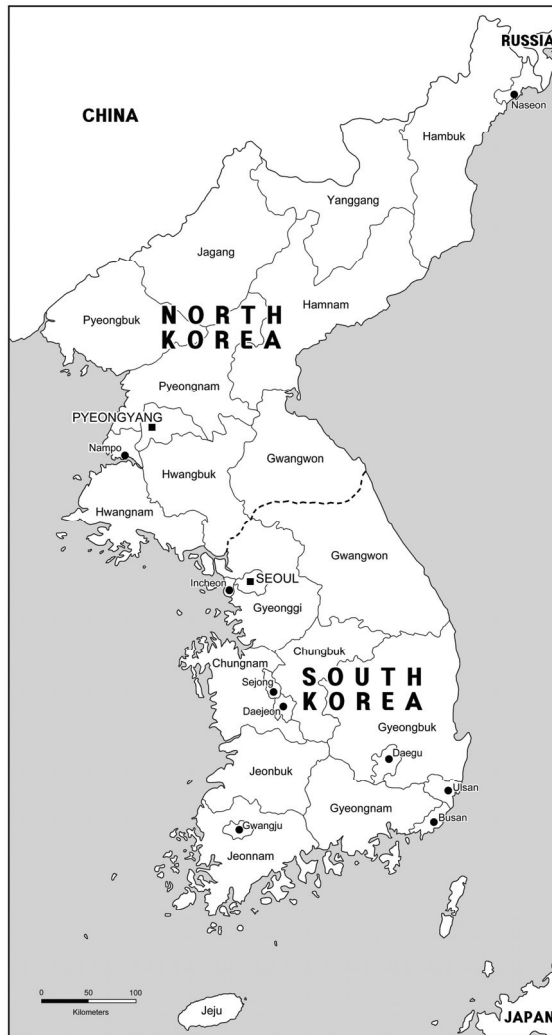 RUSSIA
CHINA
Naseon
Hambuk
Yanggang
Jagang
Hamnam
Pyeongbuk
NORTH
KOREA
Pyeongnam
PYEONGYANG
Nampo
Gwangwon
Hwangbuk
Hwangnam
Gwangwon
SEOUL
Incheon
Gyeonggi
Chungbuk
Chungnam
SOUTH
KOREA
Sejong
Daejeon
Gyeongbuk
Daegu
Jeonbuk
Ulsan
Gyeongnam
Busan
Gwangju
Jeonnam
0 50 100
Kilometers
Jeju
JAPAN